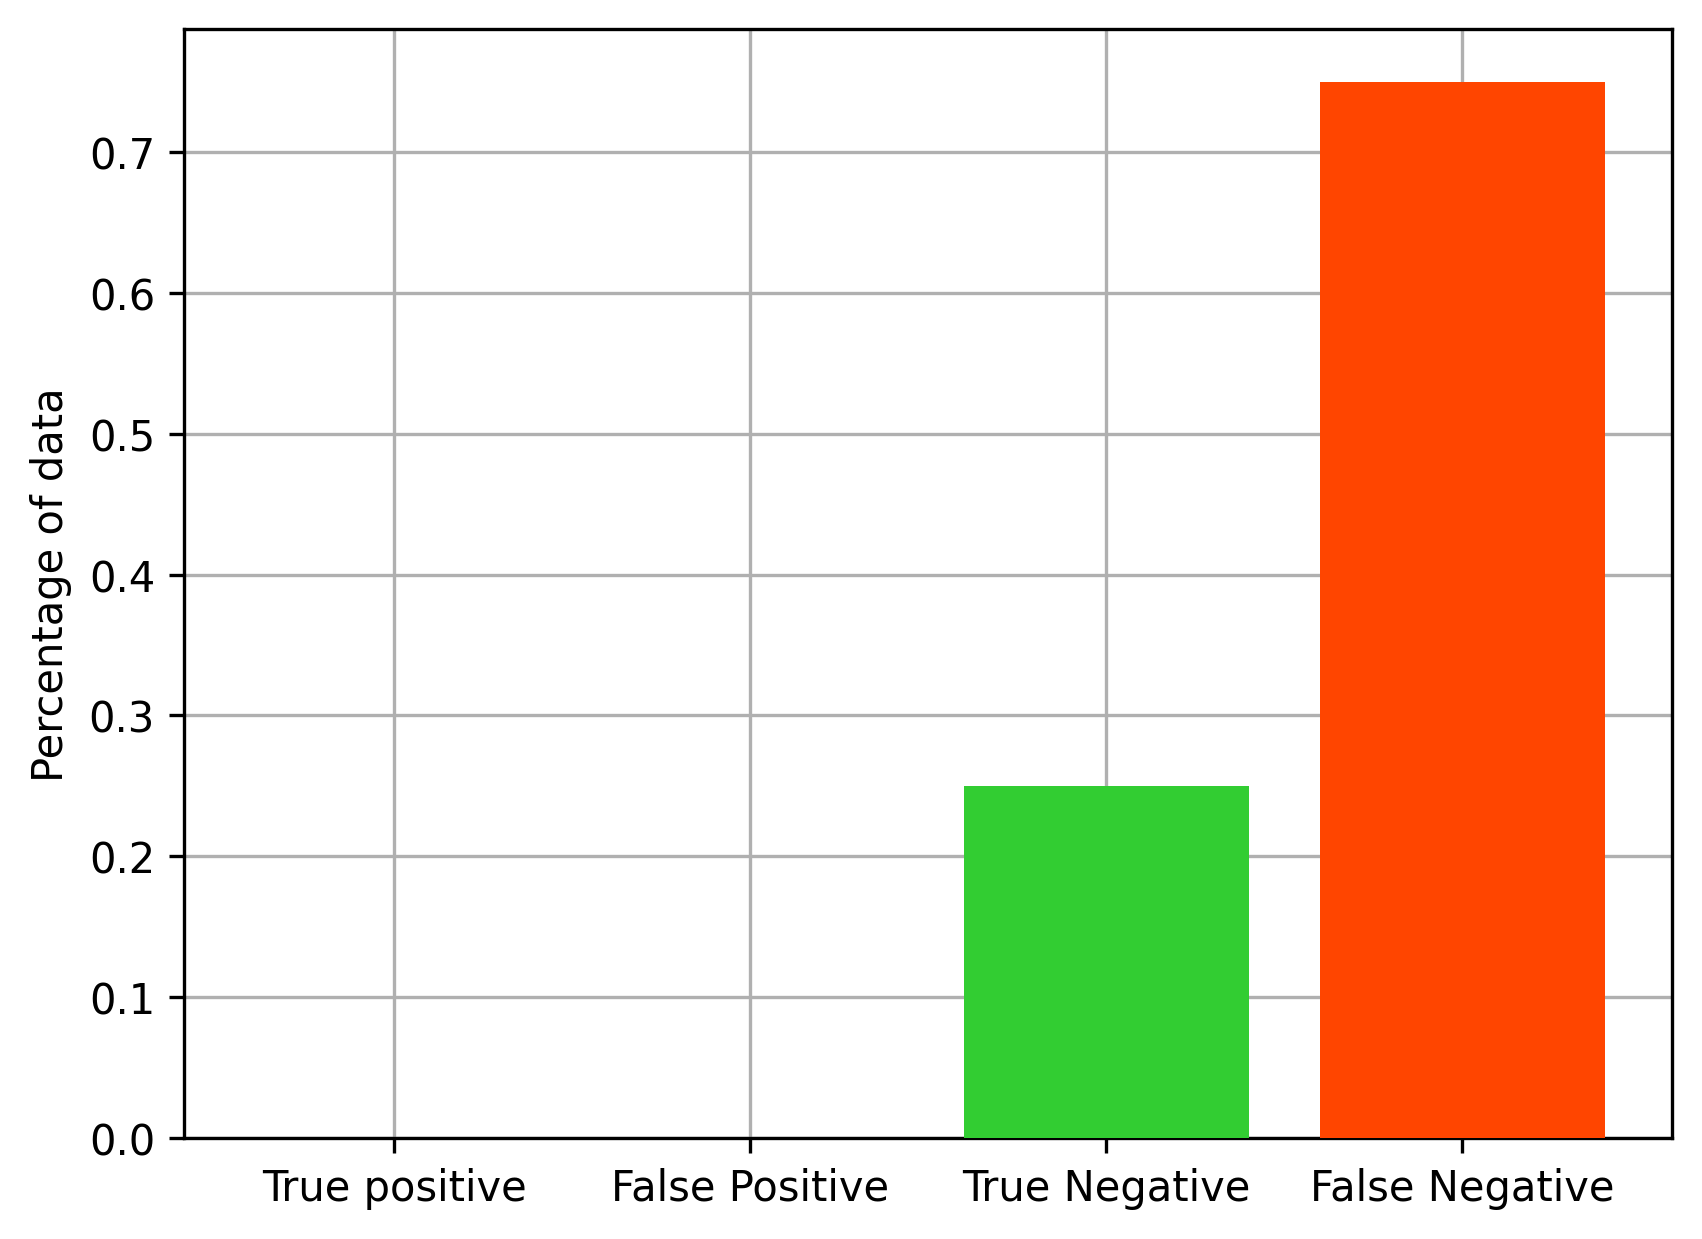 Percentage of data
0.7
0.6
0.5
0.4
0.3
0.2
0.1
0.0
True positive
False Positive
True Negative
False Negative